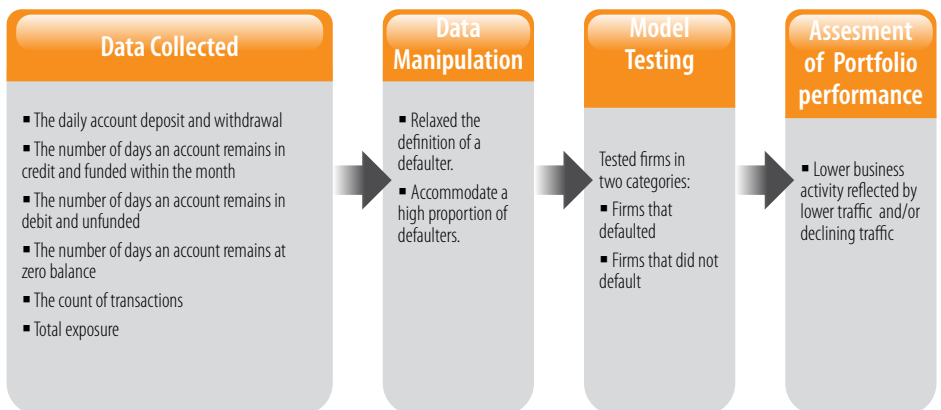 Data Collected
■ The daily account deposit and withdrawal
■ The number of days an account remains in
credit and funded within the month
■ The number of days an account remains in
debit and unfunded
■ The number of days an account remains at
zero balance
■ The count of transactions
■ Total exposure
Data
Manipulation
■ Relaxed the
definition of a
defaulter.
■ Accommodate a
high proportion of
defaulters.
Model
Testing
Tested firms in
two categories:
■ Firms that
defaulted
■ Firms that did not
default
Assesment
of Portfolio
performance
■ Lower business
activity reflected by
lower traffic and/or
declining traffic